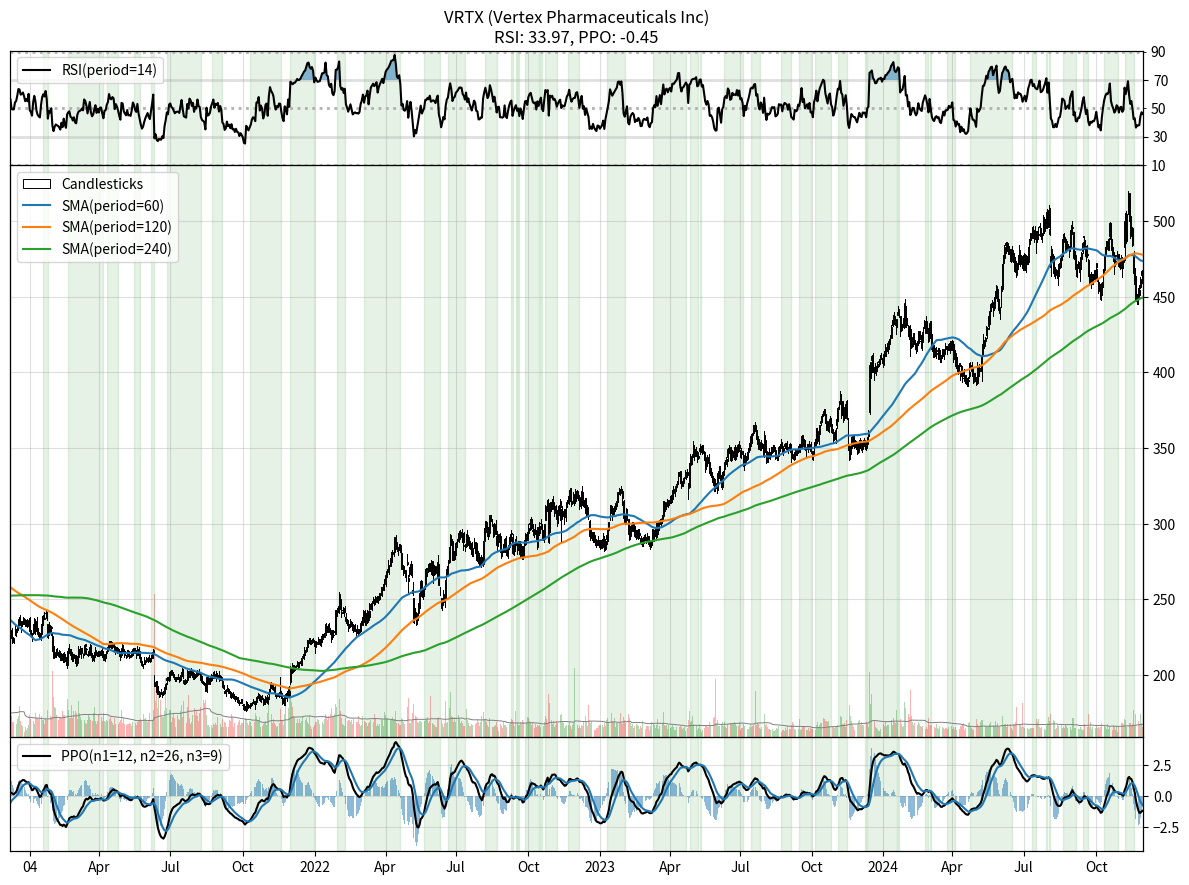 VRTX (Vertex Pharmaceuticals Inc)
RSI: 33.97, PPO: -0.45
RSI(period=14)
90
70
50
30
10
Candlesticks
SMA(period=60)
SMA(period=120)
SMA(period=240)
500
450
400
350
300
250
200
PPO(n1=12, n2=26, n3=9)
2.5
0.0
−2.5
04 Apr Jul Oct 2022 Apr Jul Oct 2023 Apr Jul Oct 2024 Apr Jul Oct